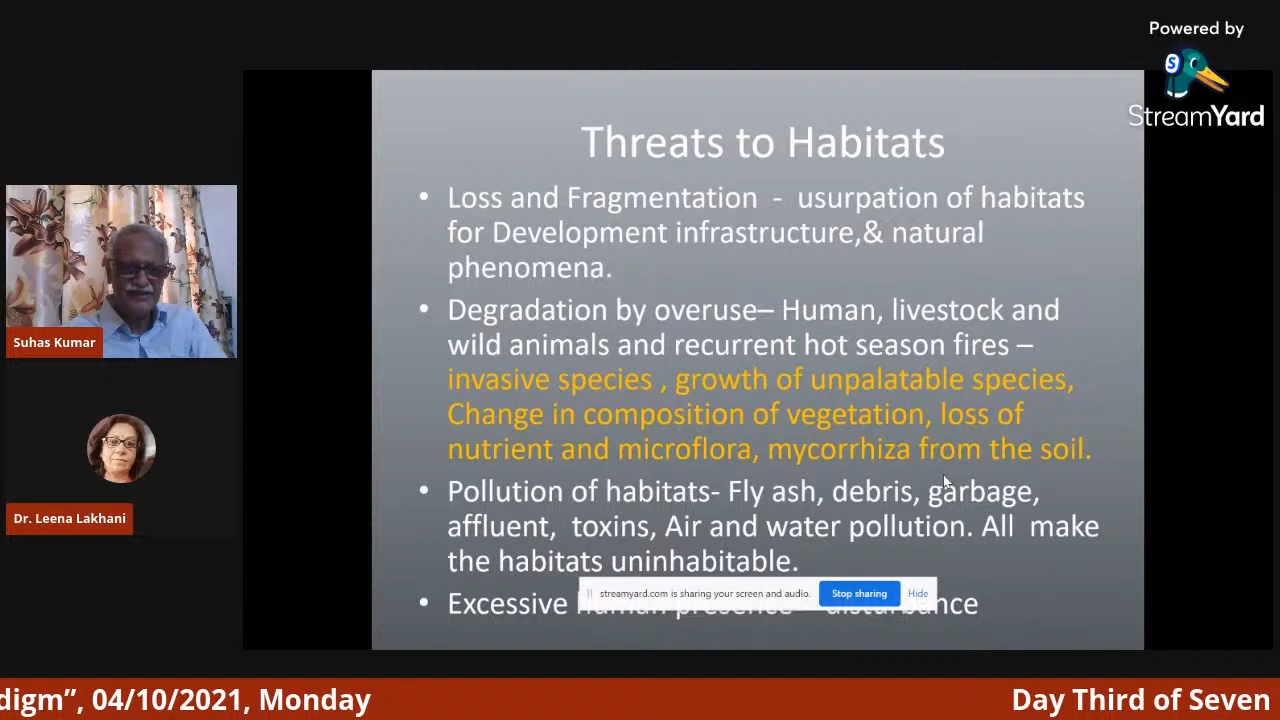 Powered by
S
StreamYard
Threats to Habitats
• Loss and Fragmentation - usurpation of habitats
for Development infrastructure,& natural
phenomena.
• Degradation by overuse– Human, livestock and
wild animals and recurrent hot season fires –
invasive species , growth of unpalatable species,
Change in composition of vegetation, loss of
nutrient and microflora, mycorrhiza from the soil.
• Pollution of habitats- Fly ash, debris, garbage,
affluent, toxins, Air and water pollution. All make
the habitats uninhabitable.
streamyard.com is sharing your screen and audio. Stop sharing Hide
• Excessive human presence – disturbance
Suhas Kumar
Dr. Leena Lakhani
digm”, 04/10/2021, Monday
Day Third of Seven